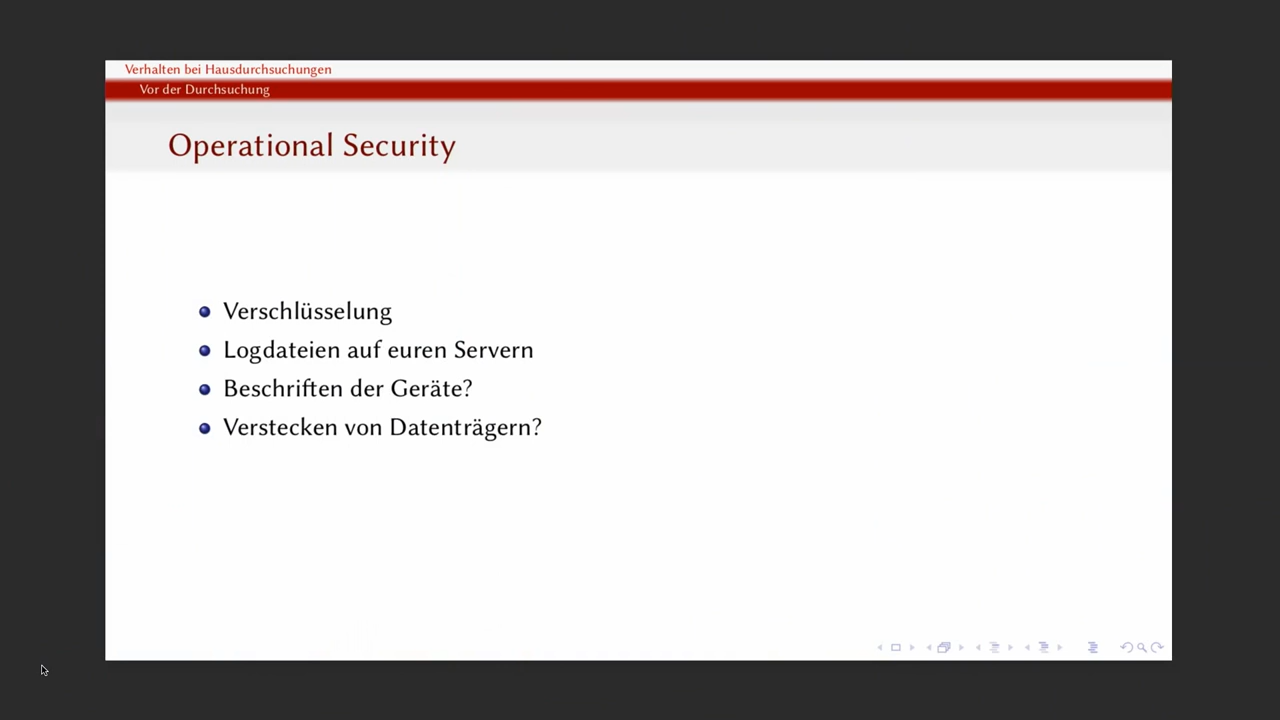 Verhalten bei Hausdurchsuchungen
Vor der Durchsuchung
Operational Security
Verschlüsselung
Logdateien auf euren Servern
Beschriften der Geräte?
Verstecken von Datenträgern?